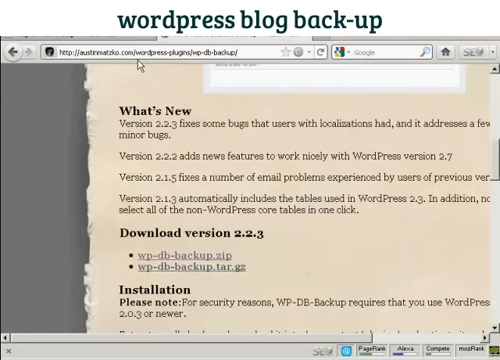 wordpress blog back-up
http://austinmatzko.com/wordpress-plugins/wp-db-backup/
Google
SEO
What's New
Version 2.2.3 fixes some bugs that users with localizations had, and it addresses a few
minor bugs.
Version 2.2.2 adds news features to work nicely with WordPress version 2.7
Version 2.1.5 fixes a number of email problems experienced by users of previous ver
Version 2.1.3 automatically includes the tables used in WordPress 2.3. In addition, no
select all of the non-WordPress core tables in one click.
Download version 2.2.3
• wp-db-backup.zip
• wp-db-backup.tar.gz
Installation
Please note:For security reasons, WP-DB-Backup requires that you use WordPress
2.0.3 or newer.
SEO PageRank Alexa Compete mozRank